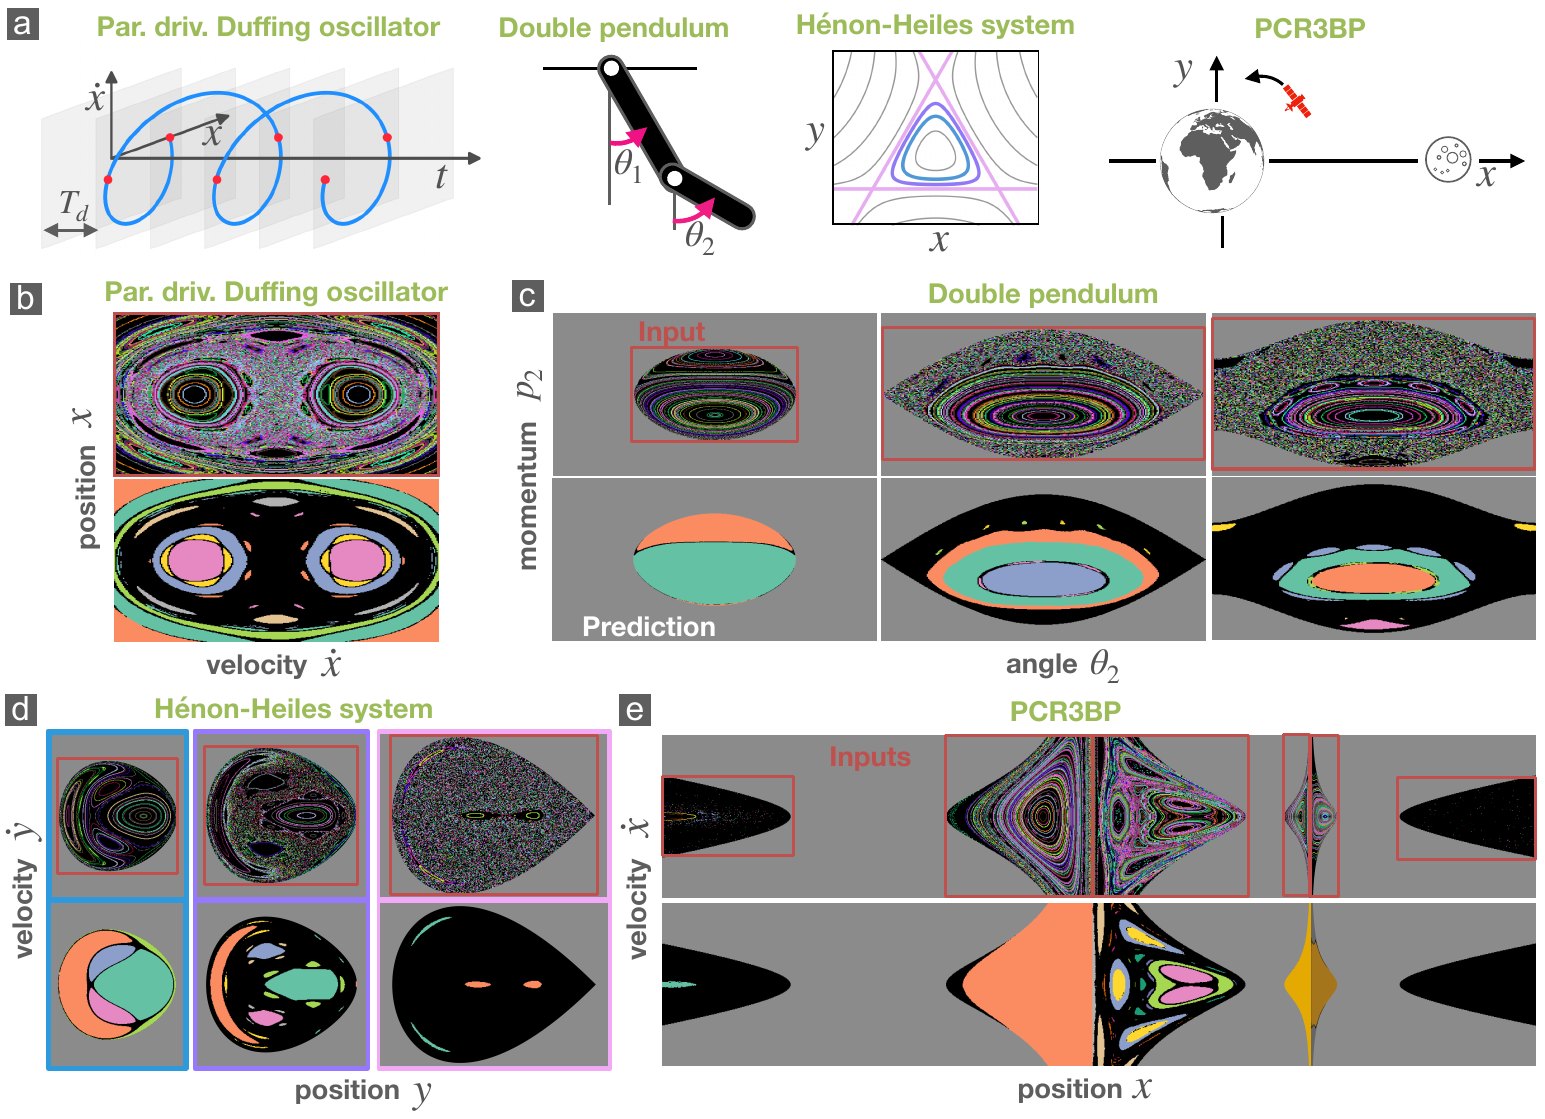 a
Par. driv. Duffing oscillator
Double pendulum
Hénon-Heiles system
PCR3BP
ẋ
x
t
T_d
θ₁
θ₂
y
x
y
x
b
Par. driv. Duffing oscillator
position x
velocity ẋ
c
Double pendulum
Input
momentum p₂
Prediction
angle θ₂
d
Hénon-Heiles system
velocity ẏ
position y
e
PCR3BP
Inputs
velocity ẋ
position x